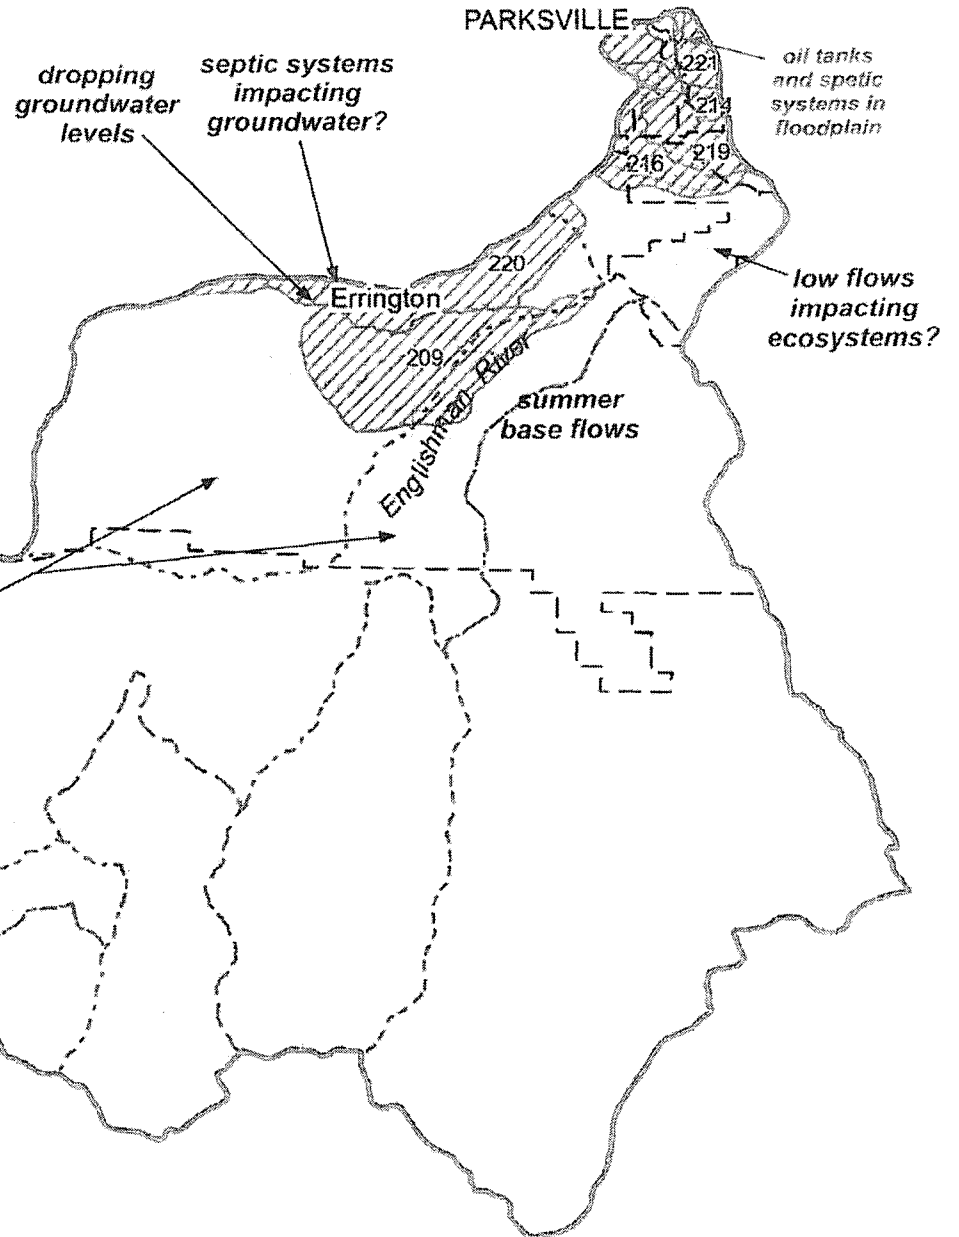 PARKSVILLE
dropping
groundwater
levels
septic systems
impacting
groundwater?
oil tanks
and spetic
systems in
floodplain
221
214
219
216
220
Errington
209
Englishman River
low flows
impacting
ecosystems?
summer
base flows